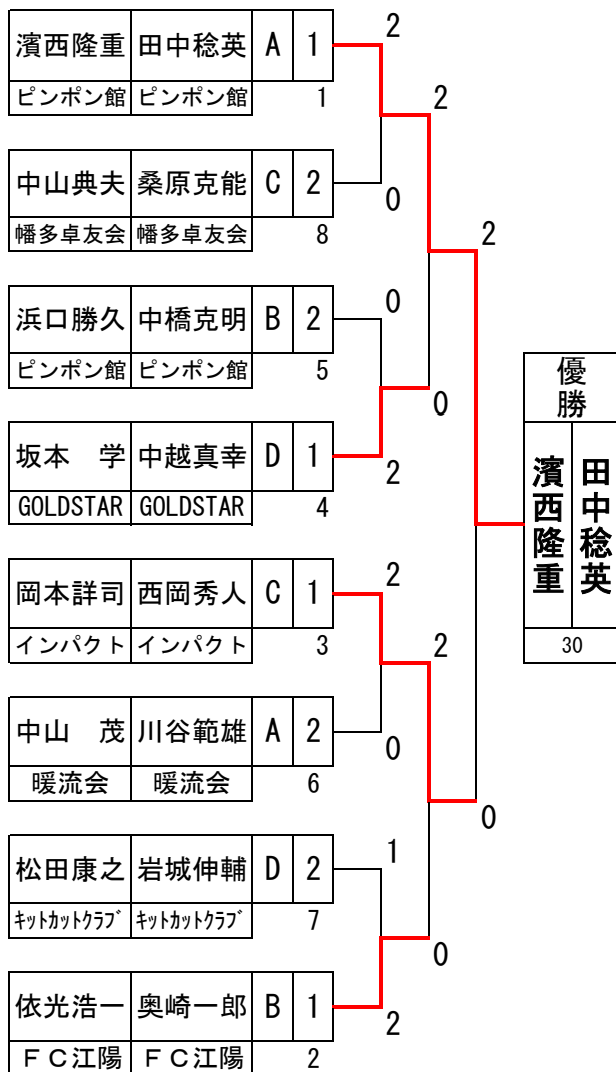 濱西隆重 田中稔英 A 1
ピンポン館 ピンポン館 1
中山典夫 桑原克能 C 2
幡多卓友会 幡多卓友会 8
浜口勝久 中橋克明 B 2
ピンポン館 ピンポン館 5
坂本　学 中越真幸 D 1
GOLDSTAR GOLDSTAR 4
岡本詳司 西岡秀人 C 1
インパクト インパクト 3
中山　茂 川谷範雄 A 2
暖流会 暖流会 6
松田康之 岩城伸輔 D 2
ｷｯﾄｶｯﾄｸﾗﾌﾞ ｷｯﾄｶｯﾄｸﾗﾌﾞ 7
依光浩一 奥崎一郎 B 1
ＦＣ江陽 ＦＣ江陽 2
2
0
0
2
2
0
1
2
2
0
2
0
2
0
優勝
濱西隆重
田中稔英
30